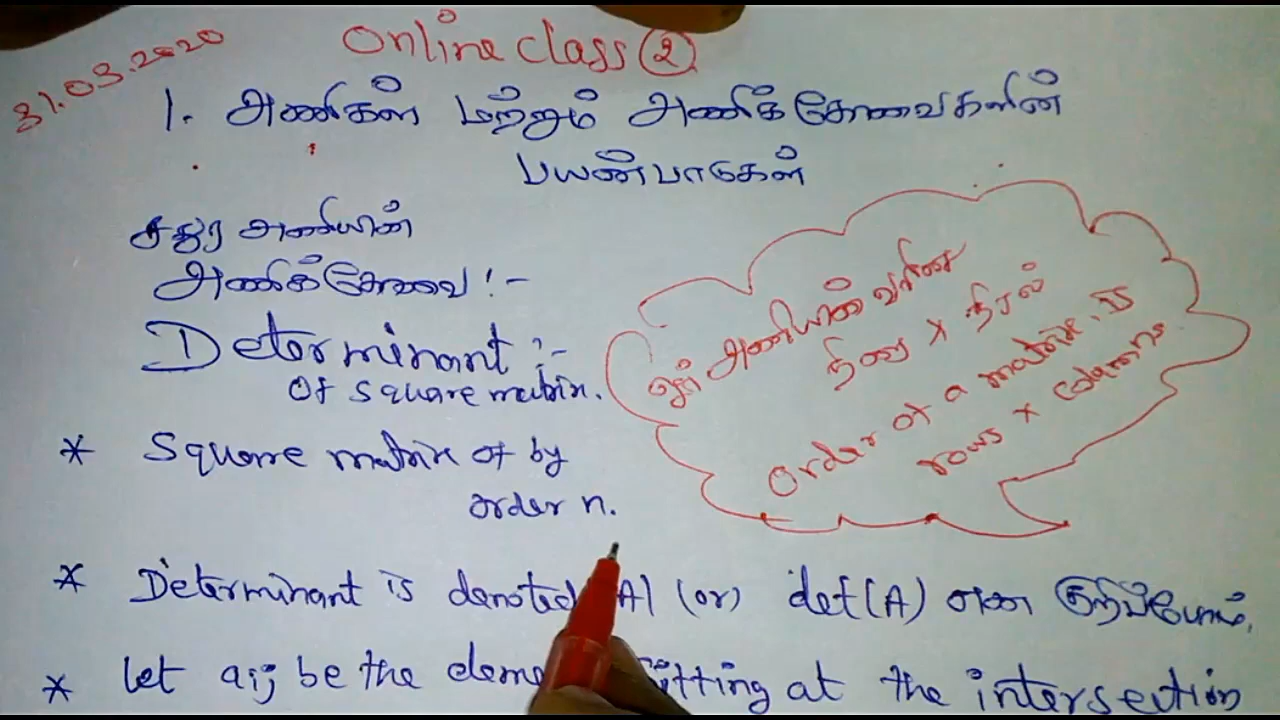 31.03.2020
Online class ②
1. அணிகள் மற்றும் அணிக்கோவைகளின்
பயன்பாடுகள்
சதுர அணியின்
அணிக்கோவை :-
Determinant :-
Of square matrix.
* Square matrix of by
order n.
* Determinant is denoted |A| (or) det(A) என குறிப்போம்.
* let aij be the eleme sitting at the intersection
ஓர் அணியின் வரிசை
நிரை × நிரல்
Order of a matrix is
rows × columns